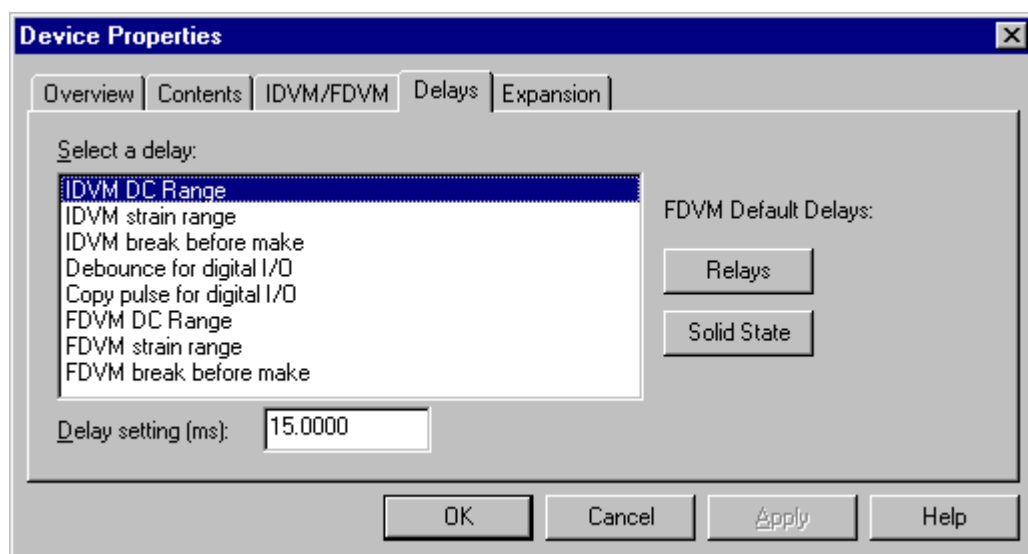 Device Properties
Overview Contents IDVM/FDVM Delays Expansion
Select a delay:
IDVM DC Range
IDVM strain range
IDVM break before make
Debounce for digital I/O
Copy pulse for digital I/O
FDVM DC Range
FDVM strain range
FDVM break before make
FDVM Default Delays:
Relays
Solid State
Delay setting (ms): 15.0000
OK Cancel Apply Help